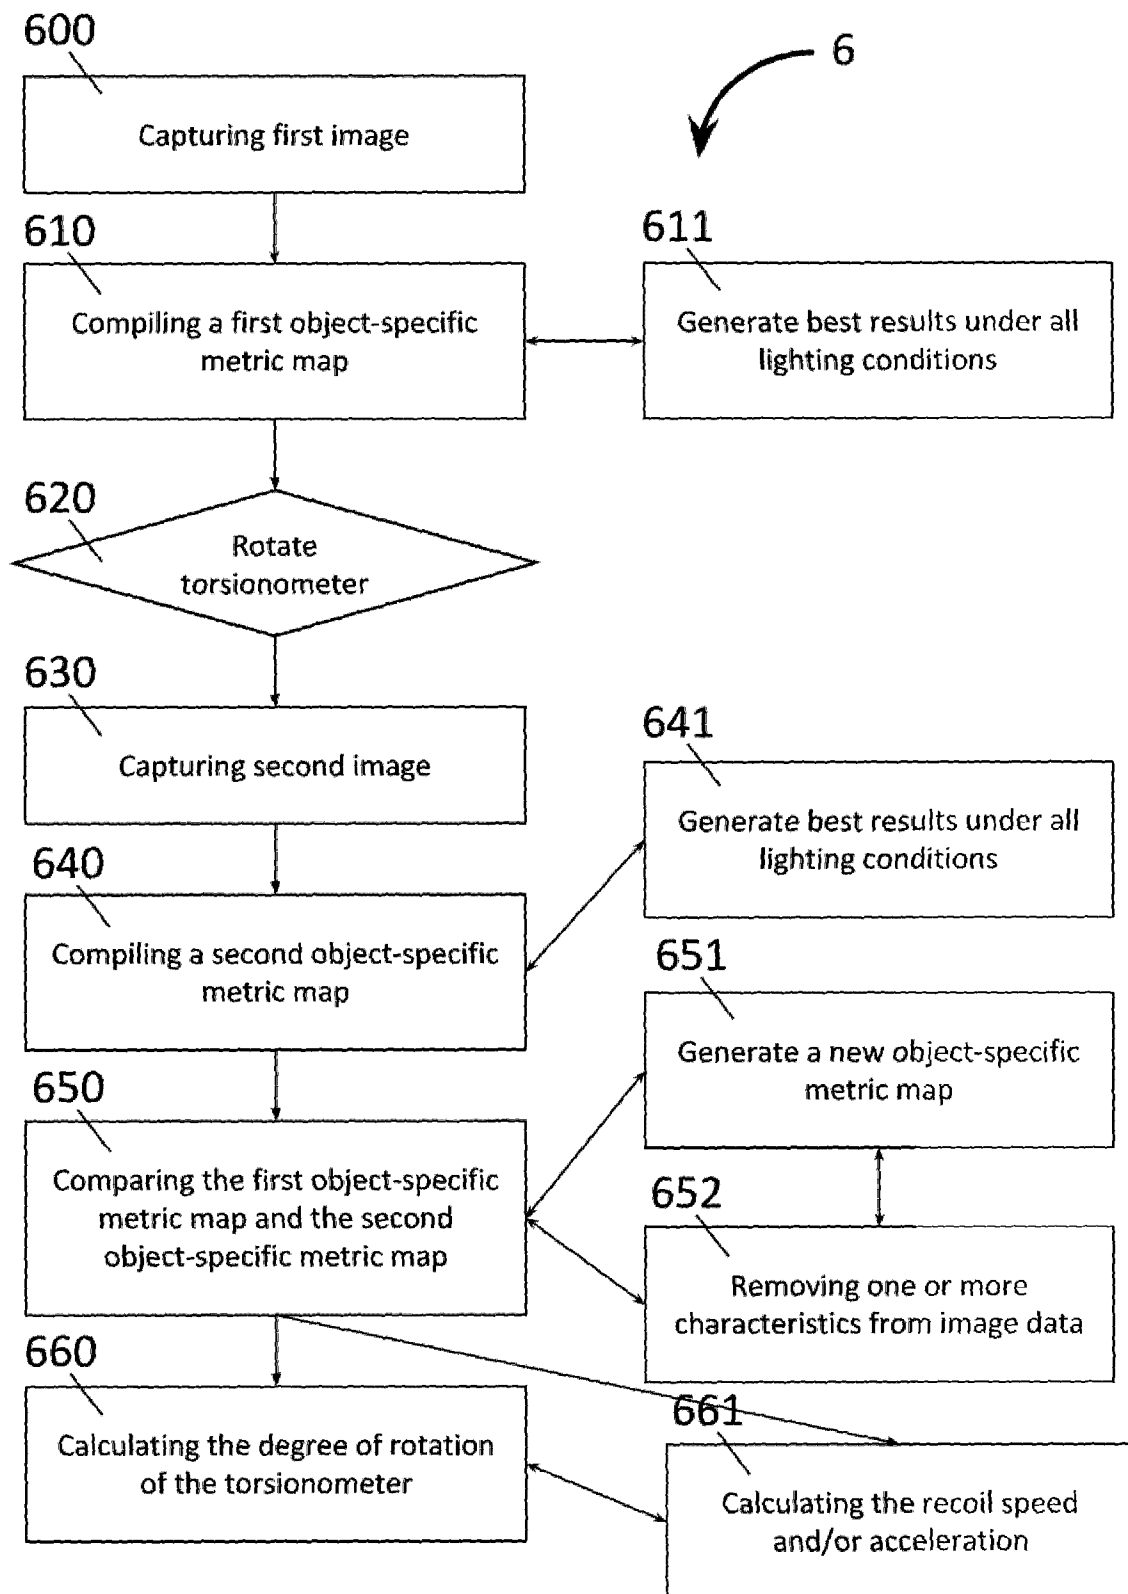 600
6
Capturing first image
610
611
Compiling a first object-specific
metric map
Generate best results under all
lighting conditions
620
Rotate
torsionometer
630
Capturing second image
641
Generate best results under all
lighting conditions
640
Compiling a second object-specific
metric map
651
Generate a new object-specific
metric map
650
Comparing the first object-specific
metric map and the second
object-specific metric map
652
Removing one or more
characteristics from image data
660
Calculating the degree of rotation
of the torsionometer
661
Calculating the recoil speed
and/or acceleration